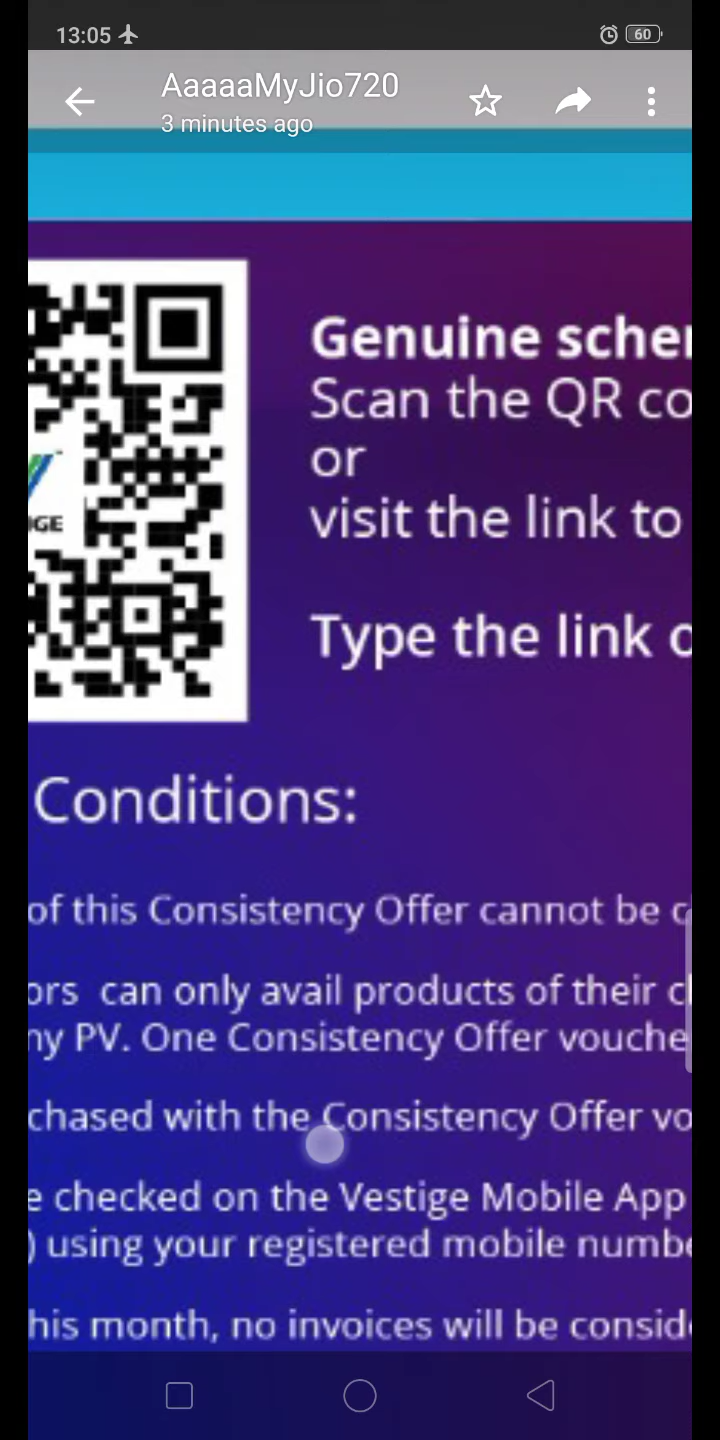 13:05
60
AaaaaMyJio720
3 minutes ago
Genuine sche
Scan the QR co
or
visit the link to
Type the link
GE
Conditions:
of this Consistency Offer cannot be
ors can only avail products of their
ny PV. One Consistency Offer vouche
chased with the Consistency Offer vo
e checked on the Vestige Mobile App
) using your registered mobile numbe
his month, no invoices will be consid